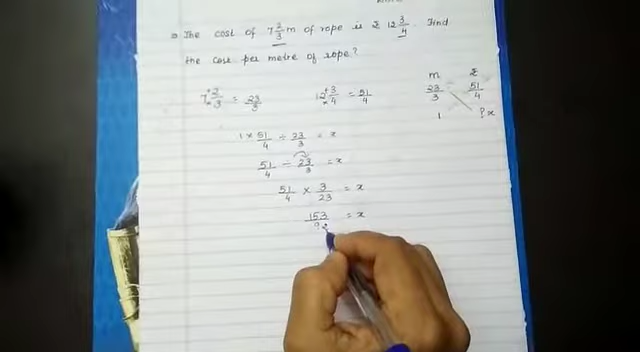 The cost of 7 2/3 m of rope is ₹ 12 3/4. Find
the cost per metre of rope?
m ₹
7 2/3 = 23/3 12 3/4 = 51/4 23/3 51/4
1 ? x
1 × 51/4 ÷ 23/3 = x
51/4 ÷ 23/3 = x
51/4 × 3/23 = x
153/ = x